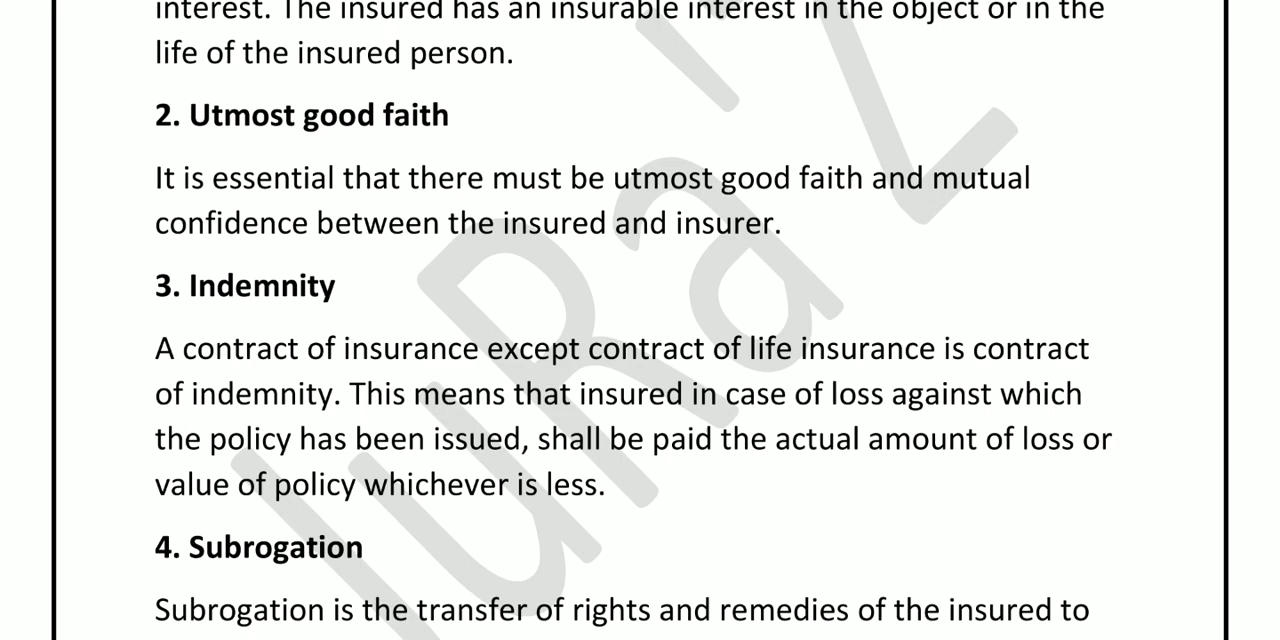 interest. The insured has an insurable interest in the object or in the
life of the insured person.
2. Utmost good faith
It is essential that there must be utmost good faith and mutual
confidence between the insured and insurer.
3. Indemnity
A contract of insurance except contract of life insurance is contract
of indemnity. This means that insured in case of loss against which
the policy has been issued, shall be paid the actual amount of loss or
value of policy whichever is less.
4. Subrogation
Subrogation is the transfer of rights and remedies of the insured to